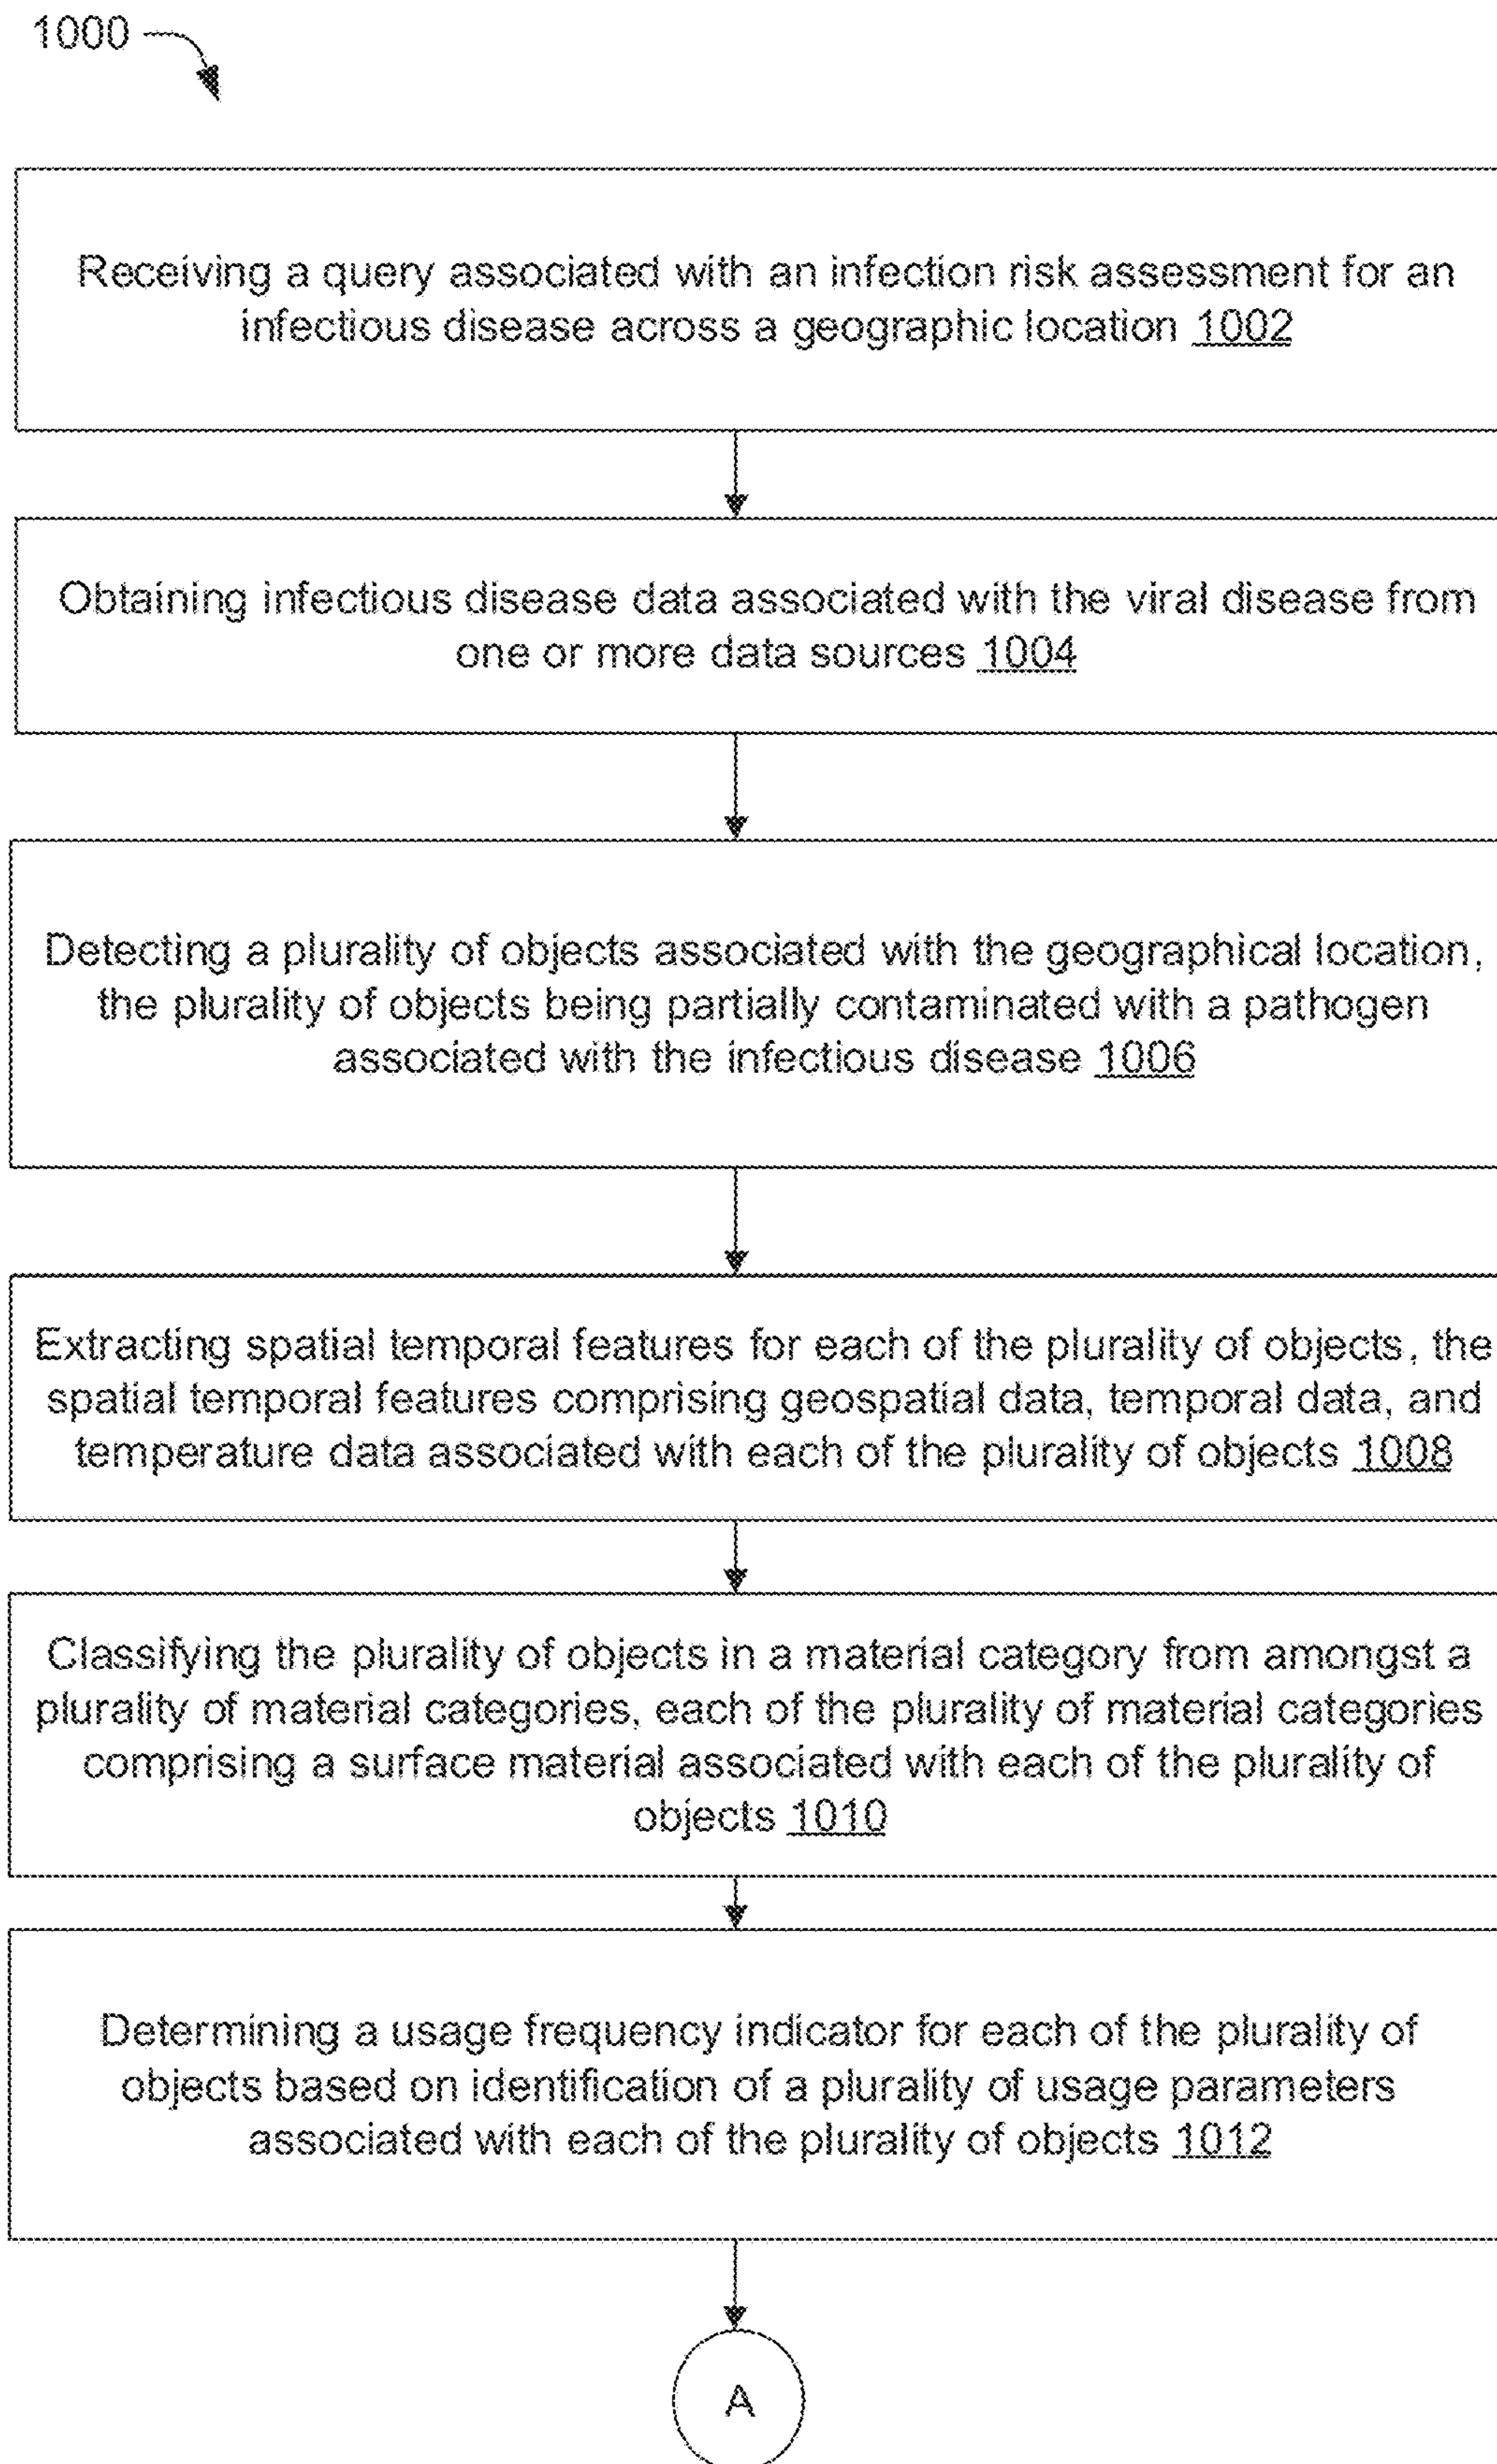 1000
Receiving a query associated with an infection risk assessment for an
infectious disease across a geographic location 1002
Obtaining infectious disease data associated with the viral disease from
one or more data sources 1004
Detecting a plurality of objects associated with the geographical location,
the plurality of objects being partially contaminated with a pathogen
associated with the infectious disease 1006
Extracting spatial temporal features for each of the plurality of objects, the
spatial temporal features comprising geospatial data, temporal data, and
temperature data associated with each of the plurality of objects 1008
Classifying the plurality of objects in a material category from amongst a
plurality of material categories, each of the plurality of material categories
comprising a surface material associated with each of the plurality of
objects 1010
Determining a usage frequency indicator for each of the plurality of
objects based on identification of a plurality of usage parameters
associated with each of the plurality of objects 1012
A